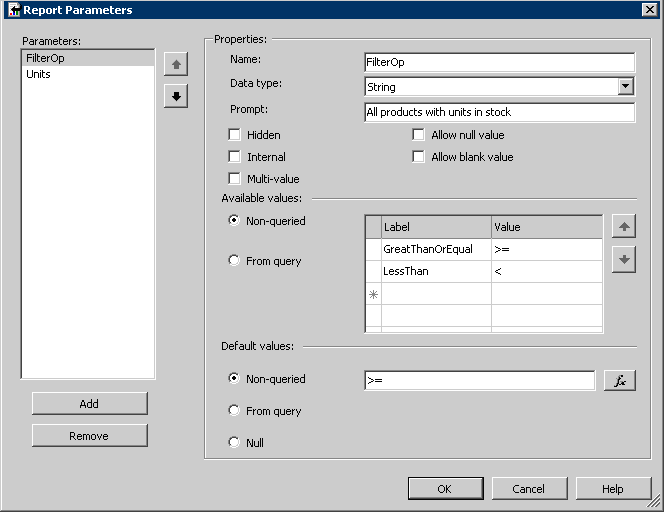 Report Parameters
Parameters:
FilterOp
Units
Add
Remove
Properties:
Name: FilterOp
Data type: String
Prompt: All products with units in stock
Hidden Allow null value
Internal Allow blank value
Multi-value
Available values:
Non-queried
From query
Label Value
GreatThanOrEqual >=
LessThan <
Default values:
Non-queried >= fx
From query
Null
OK Cancel Help